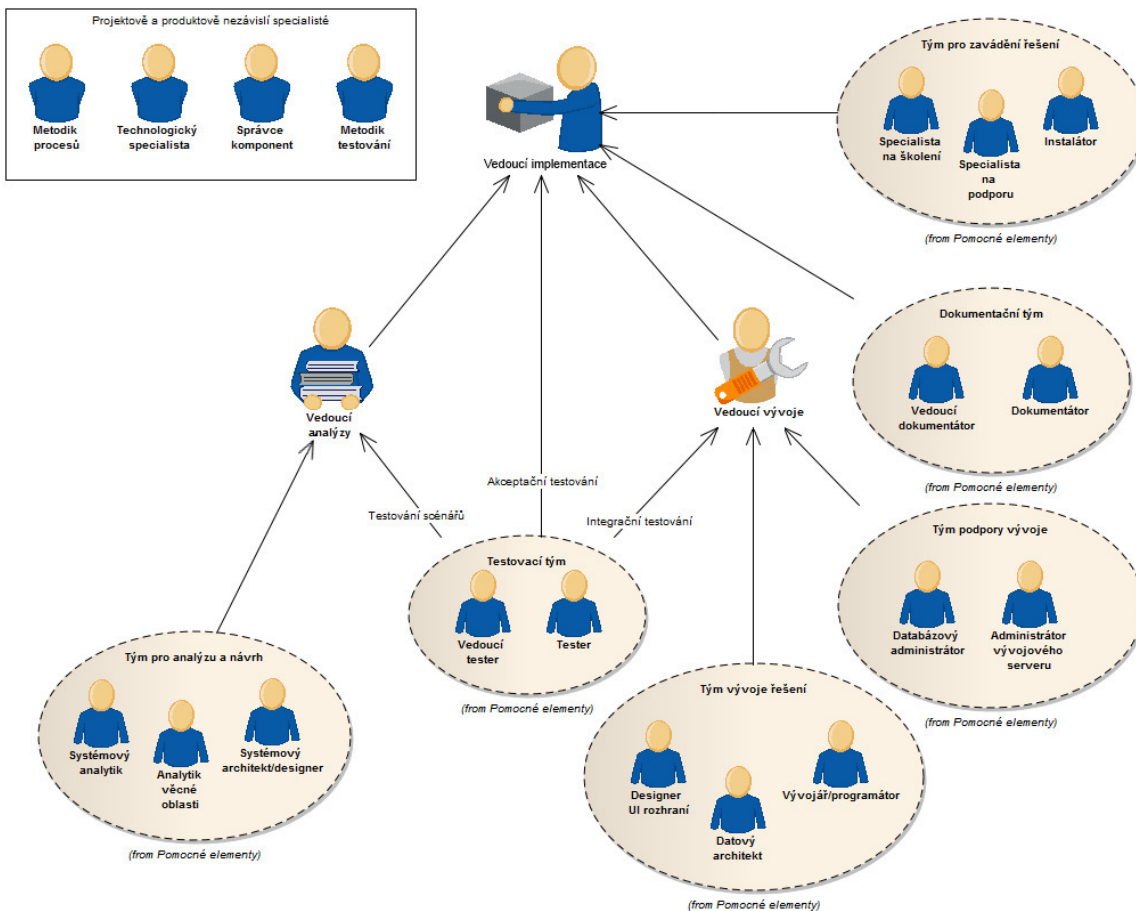 Projektově a produktově nezávislí specialisté
Metodik
procesů
Technologický
specialista
Správce
komponent
Metodik
testování
Vedoucí implementace
Tým pro zavádění řešení
Specialista
na školení
Specialista
na
podporu
Instalátor
(from Pomocné elementy)
Vedoucí
analýzy
Vedoucí vývoje
Dokumentační tým
Vedoucí
dokumentátor
Dokumentátor
(from Pomocné elementy)
Testování scénářů
Akceptační testování
Integrační testování
Testovací tým
Vedoucí
tester
Tester
(from Pomocné elementy)
Tým podpory vývoje
Databázový
administrátor
Administrátor
vývojového
serveru
(from Pomocné elementy)
Tým pro analýzu a návrh
Systémový
analytik
Analytik
věcné
oblasti
Systémový
architekt/designer
(from Pomocné elementy)
Tým vývoje řešení
Designer
UI rozhraní
Datový
architekt
Vývojář/programátor
(from Pomocné elementy)